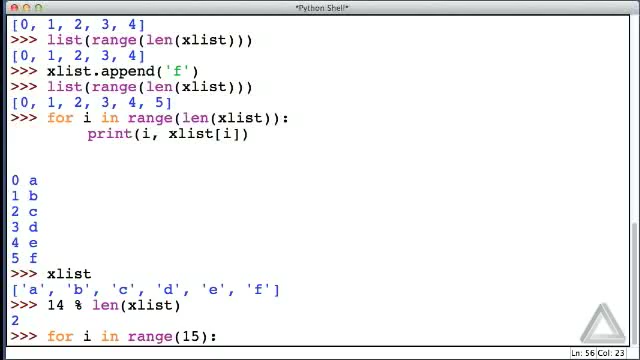 *Python Shell*
[0, 1, 2, 3, 4]
>>> list(range(len(xlist)))
[0, 1, 2, 3, 4]
>>> xlist.append('f')
>>> list(range(len(xlist)))
[0, 1, 2, 3, 4, 5]
>>> for i in range(len(xlist)):
print(i, xlist[i])
0 a
1 b
2 c
3 d
4 e
5 f
>>> xlist
['a', 'b', 'c', 'd', 'e', 'f']
>>> 14 % len(xlist)
2
>>> for i in range(15):
Ln: 56 Col: 23